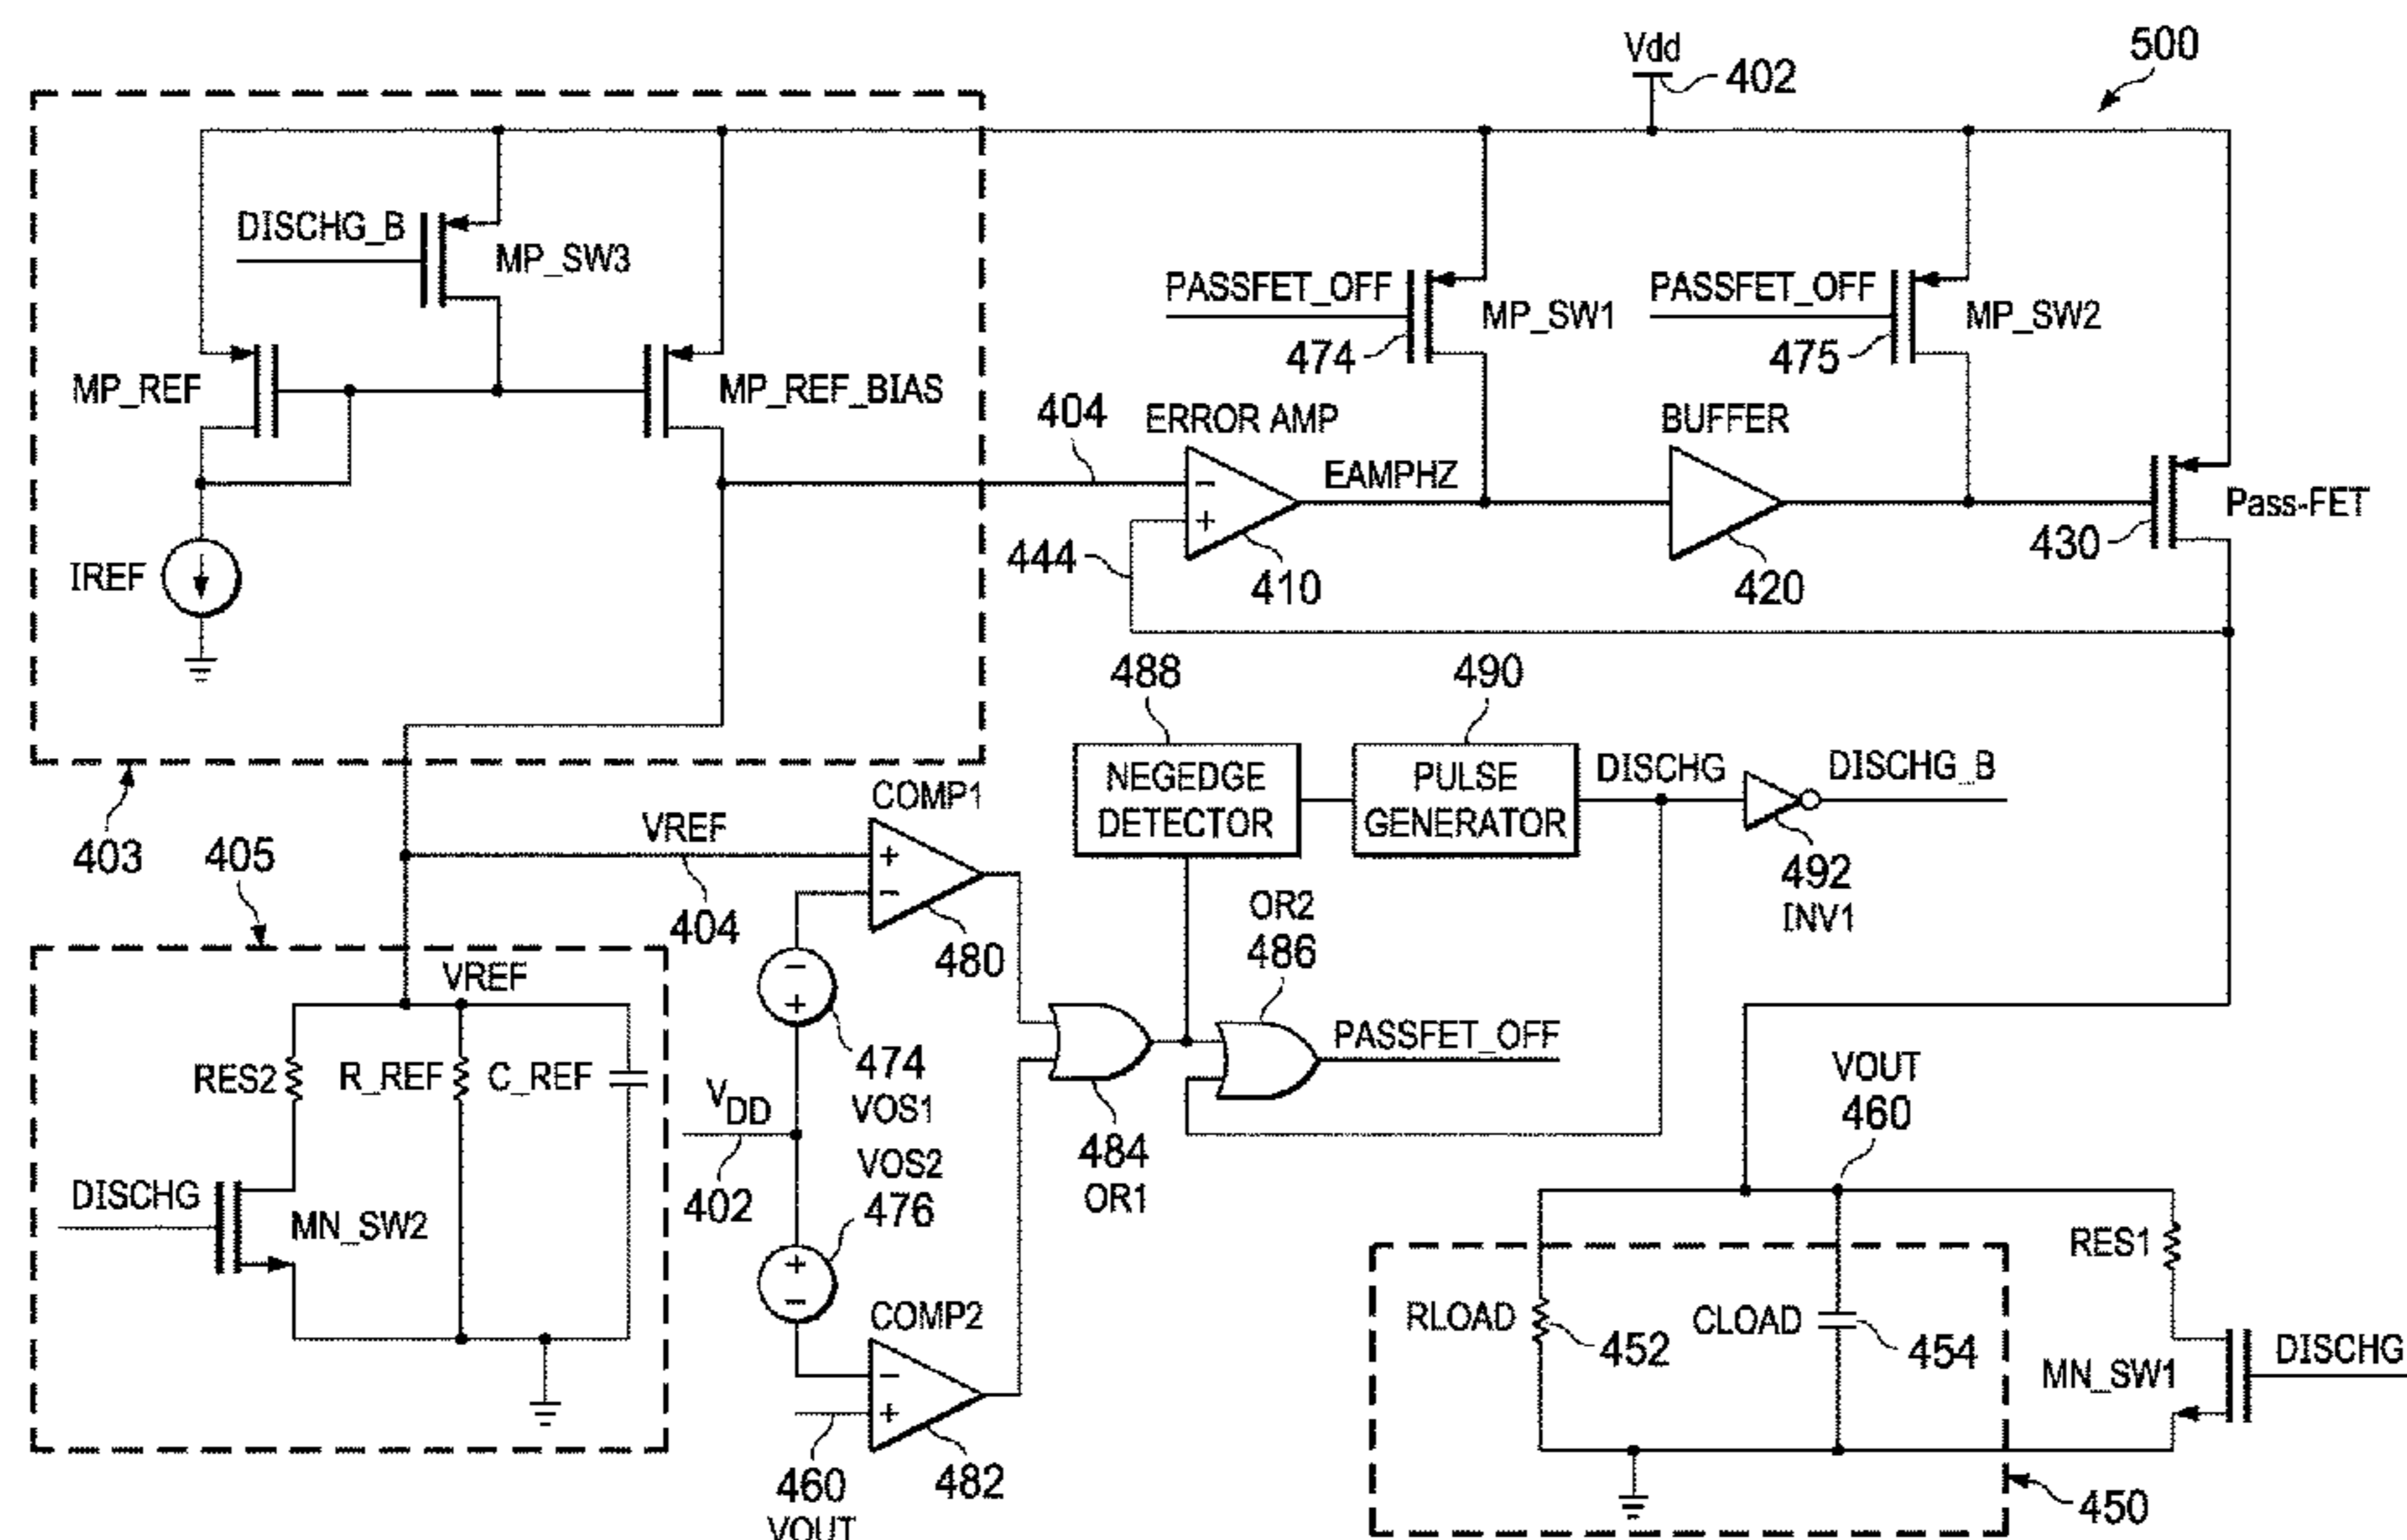 Vdd
402
500
DISCHG_B
MP_SW3
PASSFET_OFF
MP_SW1
474
PASSFET_OFF
MP_SW2
475
MP_REF
MP_REF_BIAS
404
ERROR AMP
-
+
EAMPHZ
410
BUFFER
420
430
Pass-FET
IREF
444
488
490
NEGEDGE
DETECTOR
PULSE
GENERATOR
DISCHG
DISCHG_B
492
INV1
403
405
VREF
404
COMP1
+
-
480
OR2
486
-
+
474
VOS1
PASSFET_OFF
VREF
RES2
R_REF
C_REF
VDD
402
VOS2
476
+
-
484
OR1
VOUT
460
DISCHG
MN_SW2
COMP2
-
+
482
460
VOUT
RES1
RLOAD
452
CLOAD
454
MN_SW1
DISCHG
450